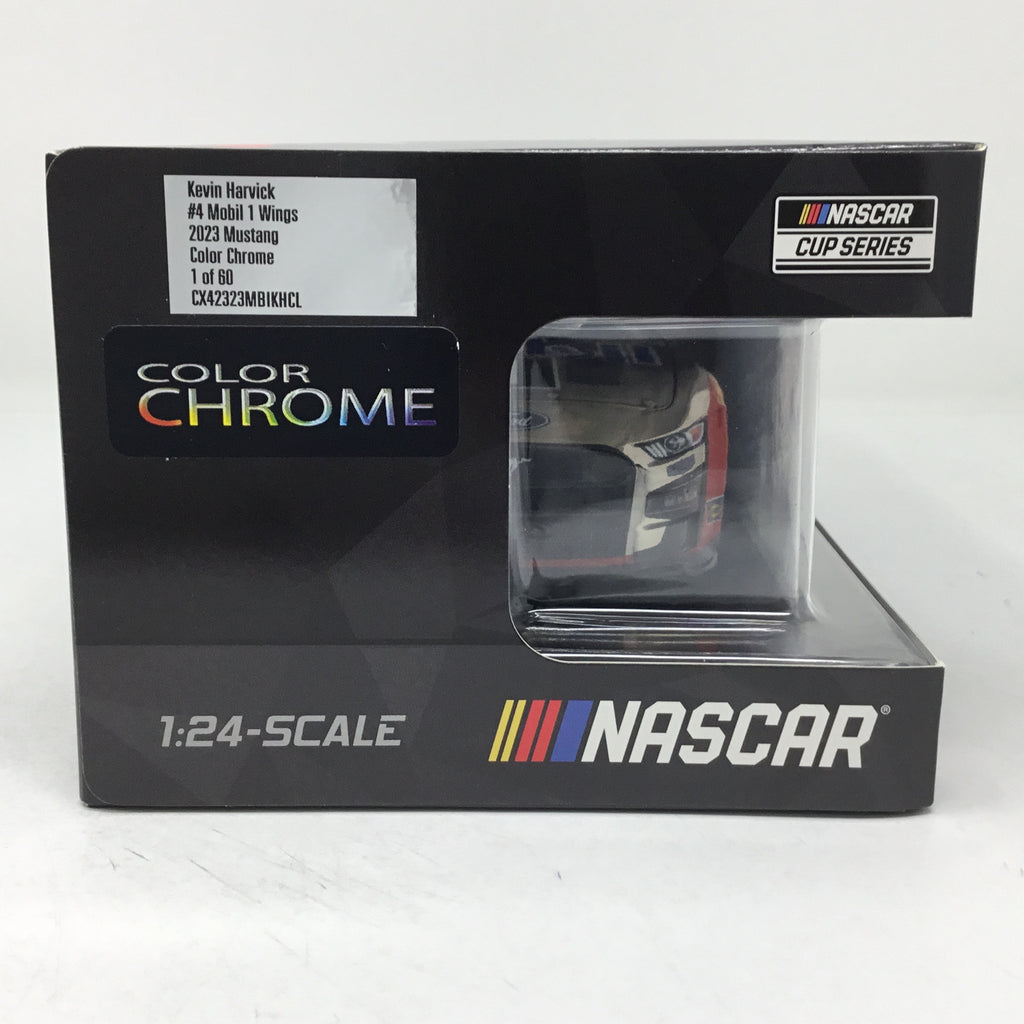 Kevin Harvick
#4 Mobil 1 Wings
2023 Mustang
Color Chrome
1 of 60
CX42323MBIKHCL
NASCAR
CUP SERIES
COLOR
CHROME
Ford
1:24-SCALE
NASCAR®